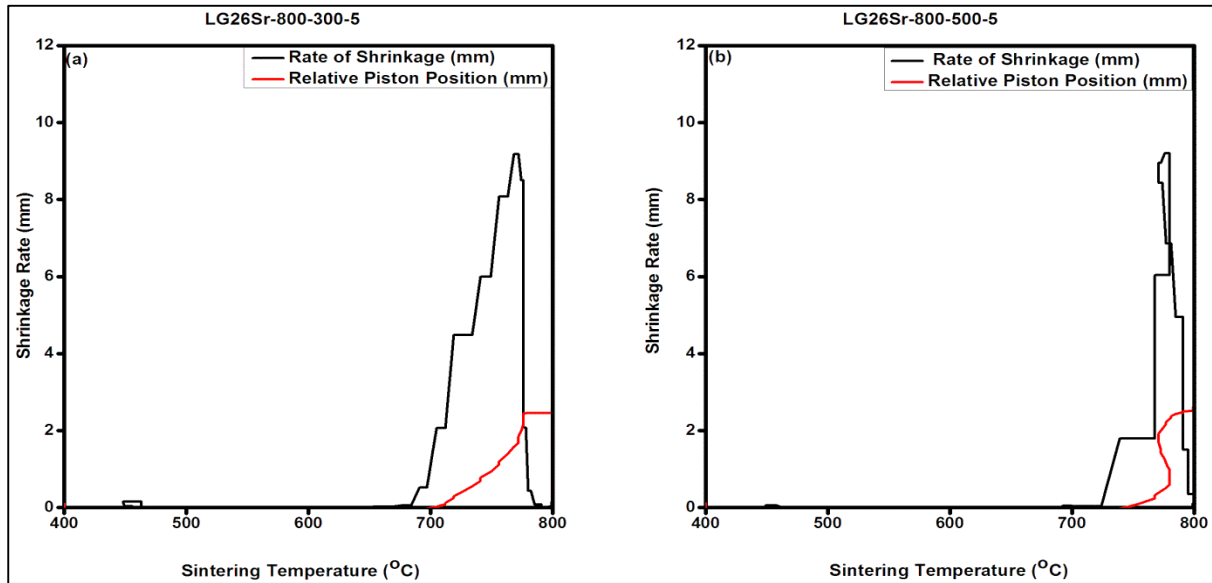 LG26Sr-800-300-5
(a)
Rate of Shrinkage (mm)
Relative Piston Position (mm)
12
10
8
6
4
2
0
400
500
600
700
800
Shrinkage Rate (mm)
Sintering Temperature (ᴼC)
LG26Sr-800-500-5
(b)
Rate of Shrinkage (mm)
Relative Piston Position (mm)
12
10
8
6
4
2
0
400
500
600
700
800
Shrinkage Rate (mm)
Sintering Temperature (ᴼC)